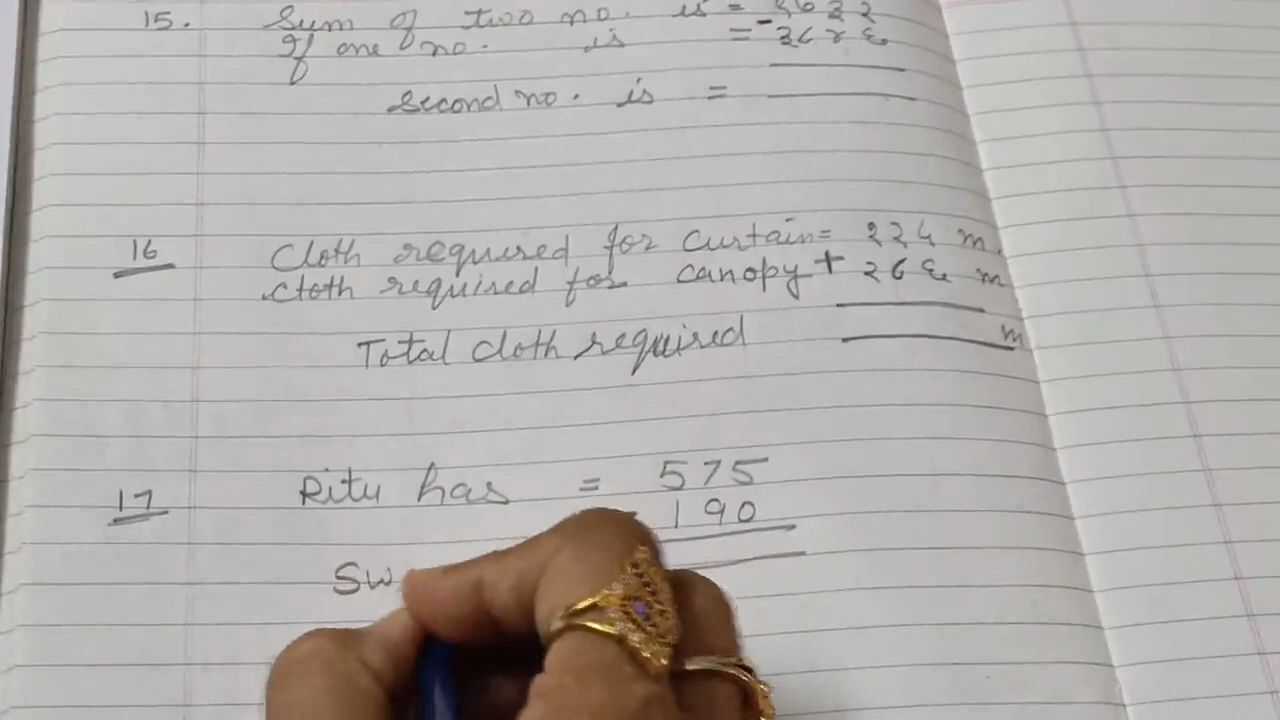 15. Sum of two no. is =
If one no. is = -
Second no. is =
16 Cloth required for curtain = m.
Cloth required for canopy + m
Total cloth required m
17 Ritu has = 575
190
Sw